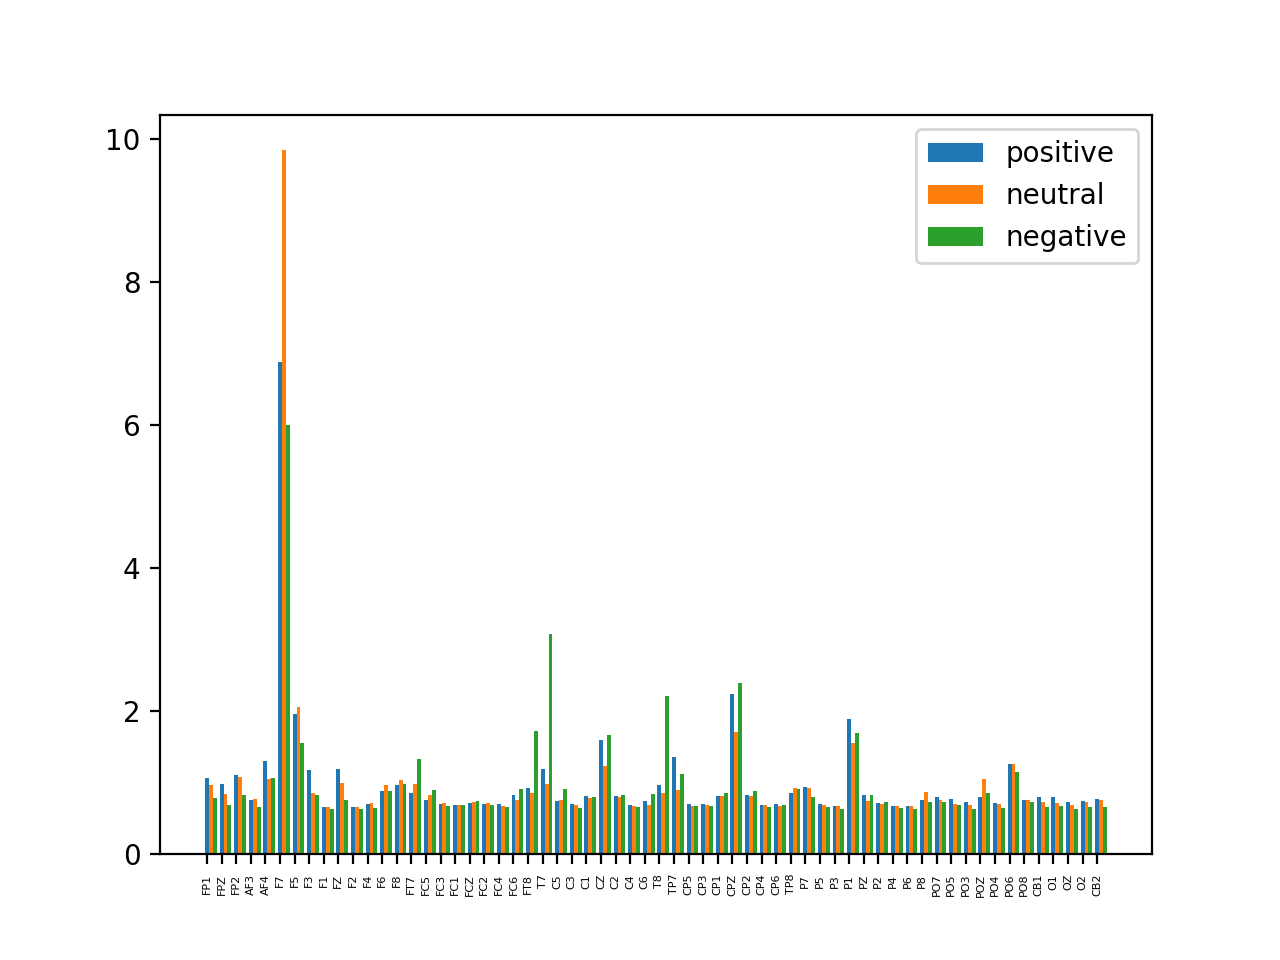 10
8
6
4
2
0
positive
neutral
negative
FP1 FPZ FP2 AF3 AF4 F7 F5 F3 F1 FZ F2 F4 F6 F8 FT7 FC5 FC3 FC1 FCZ FC2 FC4 FC6 FT8 T7 C5 C3 C1 CZ C2 C4 C6 T8 TP7 CP5 CP3 CP1 CPZ CP2 CP4 CP6 TP8 P7 P5 P3 P1 PZ P2 P4 P6 P8 PO7 PO5 PO3 POZ PO4 PO6 PO8 CB1 O1 OZ O2 CB2